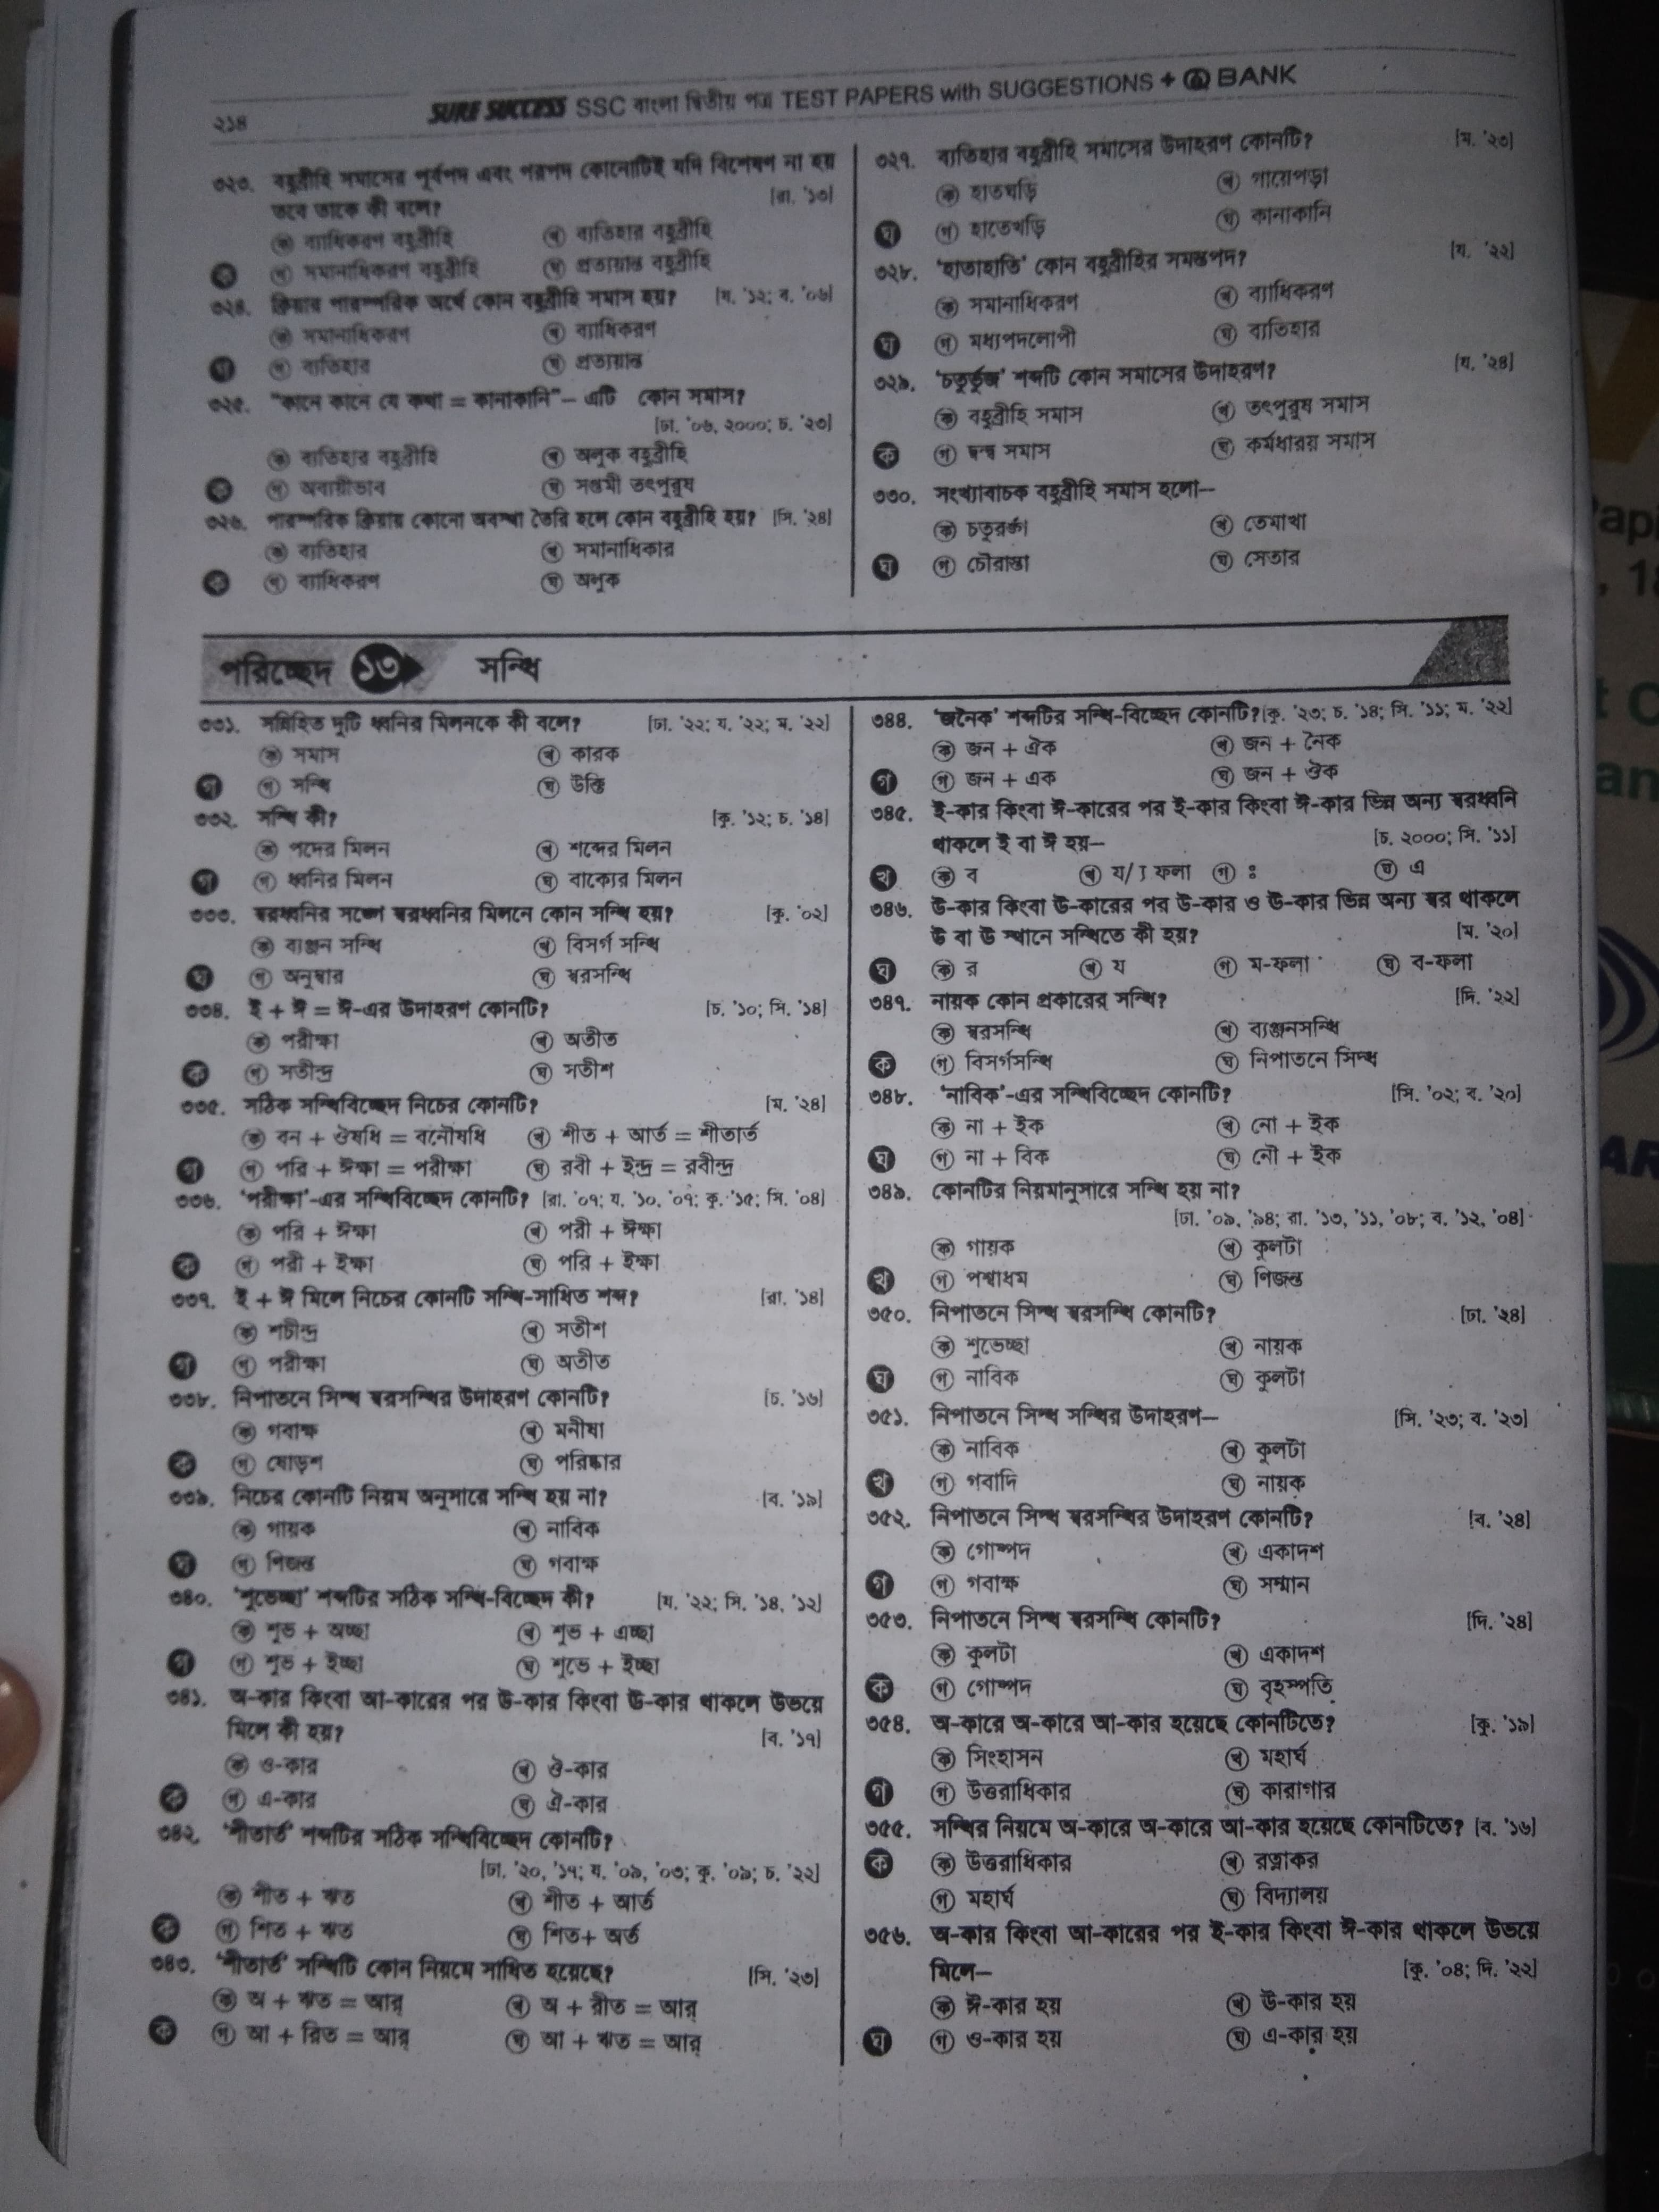 ২১৪
SURE SUCCESS SSC বাংলা দ্বিতীয় পত্র TEST PAPERS with SUGGESTIONS + Q BANK
৩২৩. বহুব্রীহি সমাসের পূর্বপদ এবং পরপদ কোনোটিই যদি বিশেষণ না হয়
তবে তাকে কী বলে? [রা. '১৩]
ক ব্যাধিকরণ বহুব্রীহি খ ব্যতিহার বহুব্রীহি
ক গ সমানাধিকরণ বহুব্রীহি ঘ প্রত্যয়ান্ত বহুব্রীহি
৩২৪. ক্রিয়ার পারস্পরিক অর্থে কোন বহুব্রীহি সমাস হয়? [য. '১২; ব. '০৬]
ক সমানাধিকরণ খ ব্যাধিকরণ
গ গ ব্যতিহার ঘ প্রত্যয়ান্ত
৩২৫. "কানে কানে যে কথা = কানাকানি"– এটি কোন সমাস?
[ঢা. '০৬, ২০০০; চ. '২৩]
ক ব্যতিহার বহুব্রীহি খ অলুক বহুব্রীহি
ক গ অব্যয়ীভাব ঘ সপ্তমী তৎপুরুষ
৩২৬. পারস্পরিক ক্রিয়ায় কোনো অবস্থা তৈরি হলে কোন বহুব্রীহি হয়? [সি. '২৪]
ক ব্যতিহার খ সমানাধিকার
ক গ ব্যাধিকরণ ঘ অলুক
৩২৭. ব্যতিহার বহুব্রীহি সমাসের উদাহরণ কোনটি? [ম. '২৩]
ক হাতঘড়ি খ গায়েপড়া
ঘ গ হাতেখড়ি ঘ কানাকানি
৩২৮. 'হাতাহাতি' কোন বহুব্রীহির সমস্তপদ? [য. '২২]
ক সমানাধিকরণ খ ব্যাধিকরণ
ঘ গ মধ্যপদলোপী ঘ ব্যতিহার
৩২৯. 'চতুর্ভুজ' শব্দটি কোন সমাসের উদাহরণ? [য. '২৪]
ক বহুব্রীহি সমাস খ তৎপুরুষ সমাস
ক গ দ্বন্দ্ব সমাস ঘ কর্মধারয় সমাস
৩৩০. সংখ্যাবাচক বহুব্রীহি সমাস হলো–
ক চতুরঙ্গ খ তেমাথা
ঘ গ চৌরাস্তা ঘ সেতার
পরিচ্ছেদ ১৩ সন্ধি
৩৩১. সন্নিহিত দুটি ধ্বনির মিলনকে কী বলে? [ঢা. '২২; য. '২২; ম. '২২]
ক সমাস খ কারক
গ গ সন্ধি ঘ উক্তি
৩৩২. সন্ধি কী? [কু. '১২; চ. '১৪]
ক পদের মিলন খ শব্দের মিলন
গ গ ধ্বনির মিলন ঘ বাক্যের মিলন
৩৩৩. স্বরধ্বনির সঙ্গে স্বরধ্বনির মিলনে কোন সন্ধি হয়? [কু. '০২]
ক ব্যঞ্জন সন্ধি খ বিসর্গ সন্ধি
ঘ গ অনুস্বার ঘ স্বরসন্ধি
৩৩৪. ই + ঈ = ঈ-এর উদাহরণ কোনটি? [চ. '১০; সি. '১৪]
ক পরীক্ষা খ অতীত
ক গ সতীন্দ্র ঘ সতীশ
৩৩৫. সঠিক সন্ধিবিচ্ছেদ নিচের কোনটি? [ম. '২৪]
ক বন + ঔষধি = বনৌষধি খ শীত + আর্ত = শীতার্ত
গ গ পরি + ঈক্ষা = পরীক্ষা ঘ রবী + ইন্দ্র = রবীন্দ্র
৩৩৬. 'পরীক্ষা'-এর সন্ধিবিচ্ছেদ কোনটি? [রা. '০৭; য. '১০, '০৭; কু. '১৫; সি. '০৪]
ক পরি + ঈক্ষা খ পরী + ঈক্ষা
ক গ পরী + ইক্ষা ঘ পরি + ইক্ষা
৩৩৭. ই + ঈ মিলে নিচের কোনটি সন্ধি-সাধিত শব্দ? [রা. '১৪]
ক শচীন্দ্র খ সতীশ
গ গ পরীক্ষা ঘ অতীত
৩৩৮. নিপাতনে সিদ্ধ স্বরসন্ধির উদাহরণ কোনটি? [চ. '১৬]
ক গবাক্ষ খ মনীষা
ক গ ষোড়শ ঘ পরিষ্কার
৩৩৯. নিচের কোনটি নিয়ম অনুসারে সন্ধি হয় না? [ব. '১৯]
ক গায়ক খ নাবিক
ঘ গ ণিজন্ত ঘ গবাক্ষ
৩৪০. 'শুভেচ্ছা' শব্দটির সঠিক সন্ধি-বিচ্ছেদ কী? [য. '২২; সি. '১৪, '১২]
ক শুভ + অচ্ছা খ শুভ + এচ্ছা
গ গ শুভ + ইচ্ছা ঘ শুভে + ইচ্ছা
৩৪১. অ-কার কিংবা আ-কারের পর উ-কার কিংবা ঊ-কার থাকলে উভয়ে
মিলে কী হয়? [ব. '১৭]
ক ও-কার খ ঔ-কার
ক গ এ-কার ঘ ঐ-কার
৩৪২. 'শীতার্ত' শব্দটির সঠিক সন্ধিবিচ্ছেদ কোনটি?
[ঢা. '২০, '১৭; য. '০৯, '০৩; কু. '০৯; চ. '২২]
ক শীত + ঋত খ শীত + আর্ত
ক গ শিত + ঋত ঘ শিত+ অর্ত
৩৪৩. 'শীতার্ত' সন্ধিটি কোন নিয়মে সাধিত হয়েছে? [সি. '২৩]
ক অ + ঋত = আর্ খ অ + রীত = আর্
ক গ আ + রিত = আর্ ঘ আ + ঋত = আর্
৩৪৪. 'জনৈক' শব্দটির সন্ধি-বিচ্ছেদ কোনটি? [কু. '২৩; চ. '১৪; সি. '১১; ম. '২২]
ক জন + ঐক খ জন + নৈক
গ গ জন + এক ঘ জন + ঔক
৩৪৫. ই-কার কিংবা ঈ-কারের পর ই-কার কিংবা ঈ-কার ভিন্ন অন্য স্বরধ্বনি
থাকলে ই বা ঈ হয়– [চ. ২০০০; সি. '১১]
খ ক ব খ য/ ্য ফলা গ ঃ ঘ এ
৩৪৬. উ-কার কিংবা ঊ-কারের পর উ-কার ও ঊ-কার ভিন্ন অন্য স্বর থাকলে
উ বা ঊ স্থানে সন্ধিতে কী হয়? [ম. '২০]
ঘ ক র খ য গ ম-ফলা ঘ ব-ফলা
৩৪৭. নায়ক কোন প্রকারের সন্ধি? [দি. '২২]
ক স্বরসন্ধি খ ব্যঞ্জনসন্ধি
ক গ বিসর্গসন্ধি ঘ নিপাতনে সিদ্ধ
৩৪৮. 'নাবিক'-এর সন্ধিবিচ্ছেদ কোনটি? [সি. '০২; ব. '২০]
ক না + ইক খ নো + ইক
ঘ গ না + বিক ঘ নৌ + ইক
৩৪৯. কোনটির নিয়মানুসারে সন্ধি হয় না?
[ঢা. '০৯, '৯৪; রা. '১৩, '১১, '০৮; ব. '১২, '০৪]
ক গায়ক খ কুলটা
খ গ পশ্বাধম ঘ ণিজন্ত
৩৫০. নিপাতনে সিদ্ধ স্বরসন্ধি কোনটি? [ঢা. '২৪]
ক শুভেচ্ছা খ নায়ক
ঘ গ নাবিক ঘ কুলটা
৩৫১. নিপাতনে সিদ্ধ সন্ধির উদাহরণ– [সি. '২৩; ব. '২৩]
ক নাবিক খ কুলটা
খ গ গবাদি ঘ নায়ক
৩৫২. নিপাতনে সিদ্ধ স্বরসন্ধির উদাহরণ কোনটি? [ব. '২৪]
ক গোষ্পদ খ একাদশ
গ গ গবাক্ষ ঘ সম্মান
৩৫৩. নিপাতনে সিদ্ধ স্বরসন্ধি কোনটি? [দি. '২৪]
ক কুলটা খ একাদশ
ক গ গোষ্পদ ঘ বৃহস্পতি
৩৫৪. অ-কারে অ-কারে আ-কার হয়েছে কোনটিতে? [কু. '১৯]
ক সিংহাসন খ মহার্ঘ
গ গ উত্তরাধিকার ঘ কারাগার
৩৫৫. সন্ধির নিয়মে অ-কারে অ-কারে আ-কার হয়েছে কোনটিতে? [ব. '১৬]
ক ক উত্তরাধিকার খ রত্নাকর
গ মহার্ঘ ঘ বিদ্যালয়
৩৫৬. অ-কার কিংবা আ-কারের পর ই-কার কিংবা ঈ-কার থাকলে উভয়ে
মিলে– [কু. '০৪; দি. '২২]
ক ঈ-কার হয় খ উ-কার হয়
ঘ গ ও-কার হয় ঘ এ-কার হয়